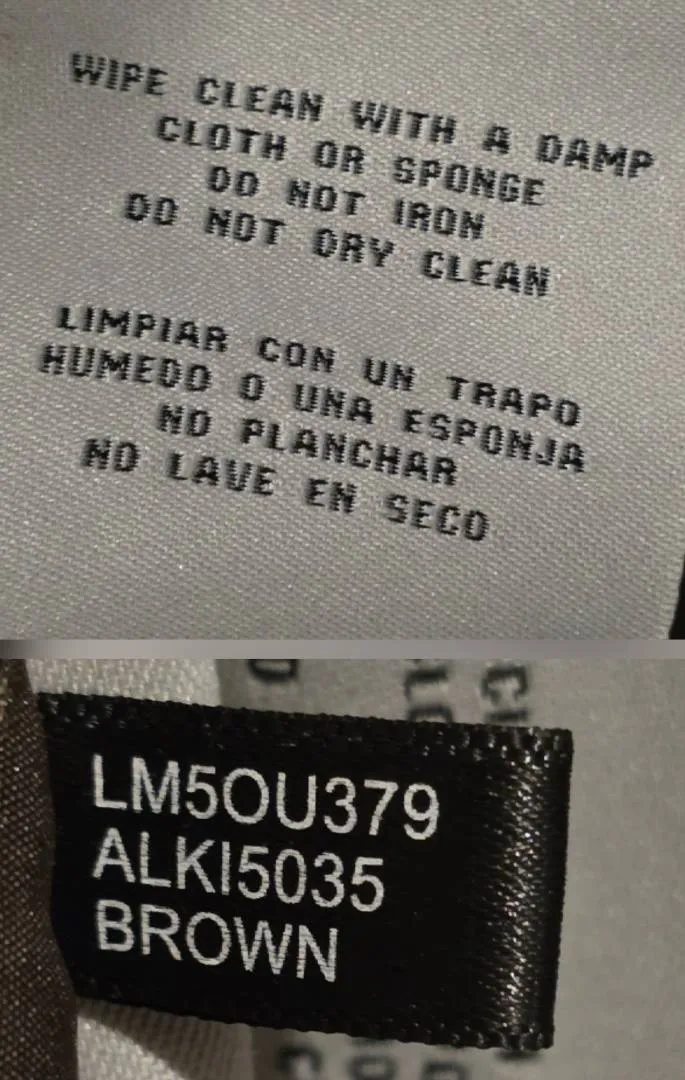 WIPE CLEAN WITH A DAMP
CLOTH OR SPONGE
DO NOT IRON
DO NOT DRY CLEAN
LIMPIAR CON UN TRAPO
HUMEDO O UNA ESPONJA
NO PLANCHAR
NO LAVE EN SECO
LM5OU379
ALKI5035
BROWN